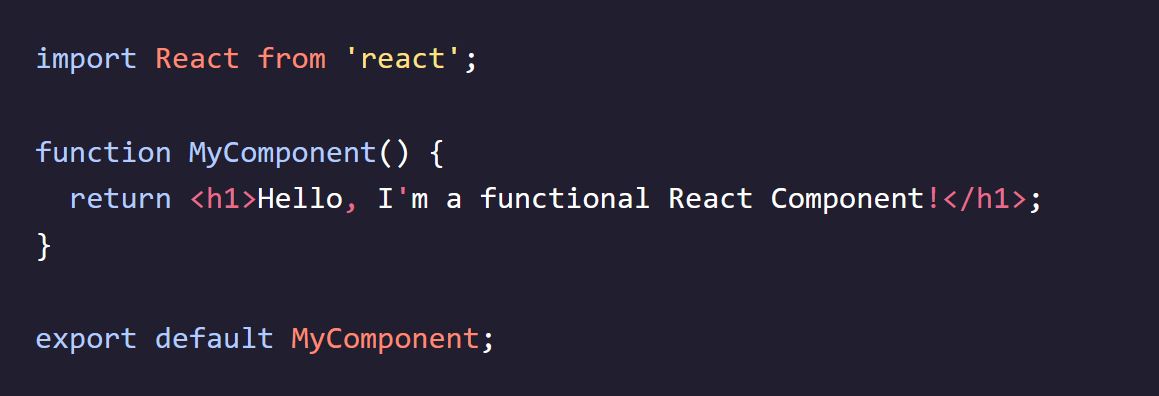 import React from 'react';
function MyComponent() {
  return <h1>Hello, I'm a functional React Component!</h1>;
}
export default MyComponent;